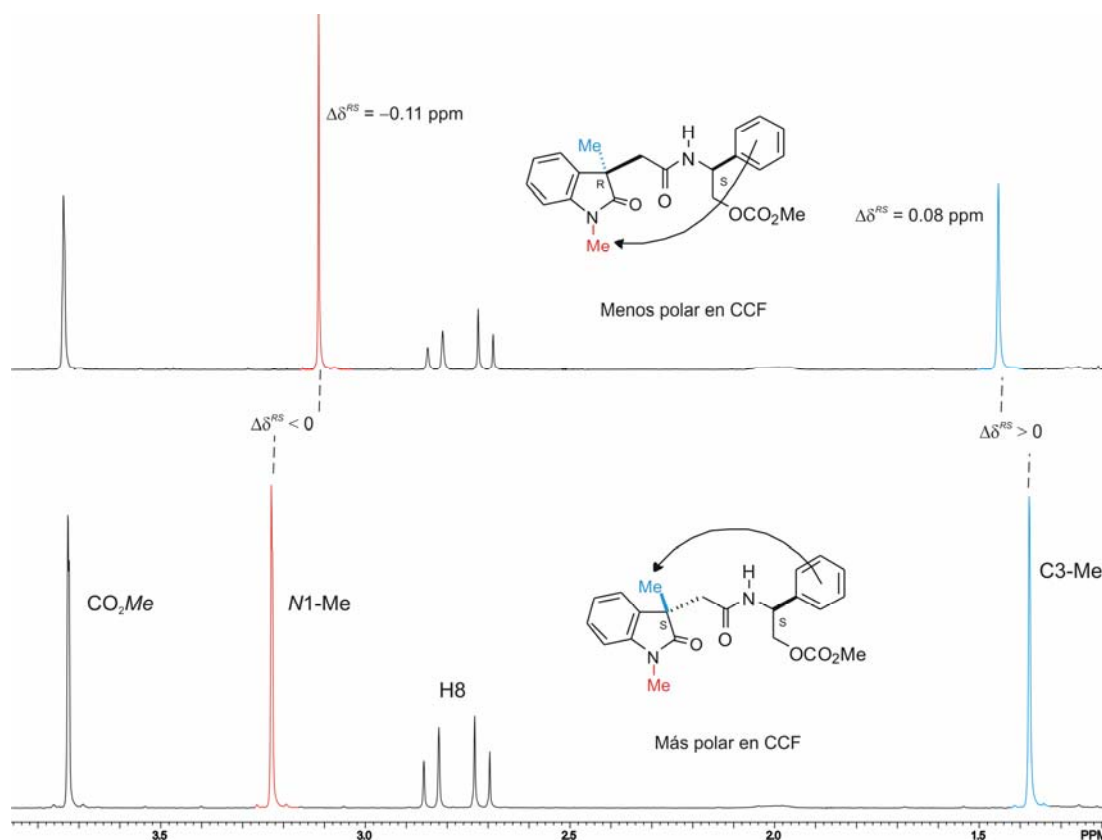 Δδ^RS = –0.11 ppm
Me
H
N
R
S
O
O
N
OCO2Me
Me
Δδ^RS = 0.08 ppm
Menos polar en CCF
Δδ^RS < 0
Δδ^RS > 0
CO2Me
N1-Me
H8
Me
H
N
S
S
O
O
N
OCO2Me
Me
C3-Me
Más polar en CCF
3.5
3.0
2.5
2.0
1.5